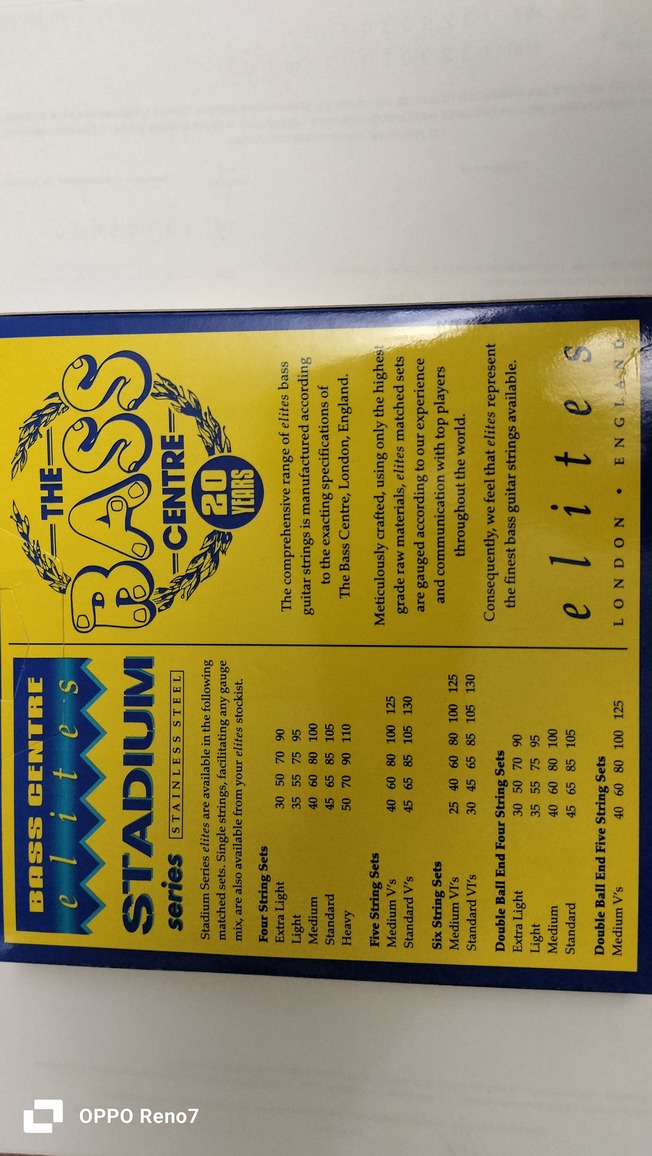 BASS CENTRE
elites
STADIUM
series STAINLESS STEEL
Stadium Series elites are available in the following
matched sets. Single strings, facilitating any gauge
mix, are also available from your elites stockist.
Four String Sets
Extra Light 30 50 70 90
Light 35 55 75 95
Medium 40 60 80 100
Standard 45 65 85 105
Heavy 50 70 90 110
Five String Sets
Medium V's 40 60 80 100 125
Standard V's 45 65 85 105 130
Six String Sets
Medium VI's 25 40 60 80 100 125
Standard VI's 30 45 65 85 105 130
Double Ball End Four String Sets
Extra Light 30 50 70 90
Light 35 55 75 95
Medium 40 60 80 100
Standard 45 65 85 105
Double Ball End Five String Sets
Medium V's 40 60 80 100 125
THE
BASS
CENTRE
20
YEARS
The comprehensive range of elites bass
guitar strings is manufactured according
to the exacting specifications of
The Bass Centre, London, England.
Meticulously crafted, using only the highest
grade raw materials, elites matched sets
are gauged according to our experience
and communication with top players
throughout the world.
Consequently, we feel that elites represent
the finest bass guitar strings available.
elites
LONDON • ENGLAND
OPPO Reno7